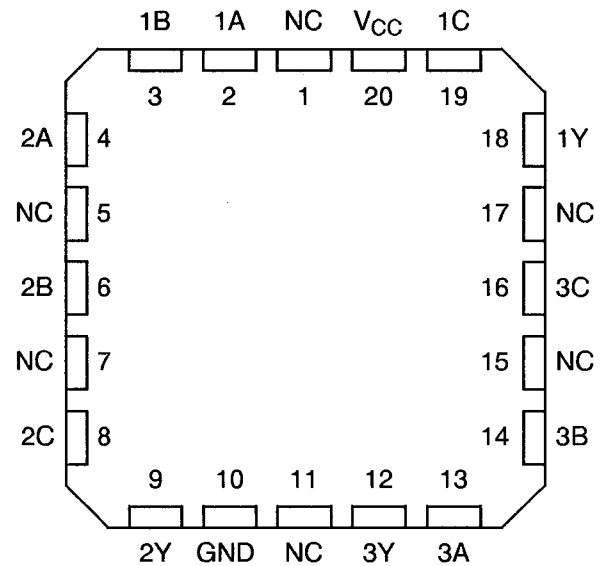 1B 1A NC VCC 1C
3 2 1 20 19
2A 4 18 1Y
NC 5 17 NC
2B 6 16 3C
NC 7 15 NC
2C 8 14 3B
9 10 11 12 13
2Y GND NC 3Y 3A